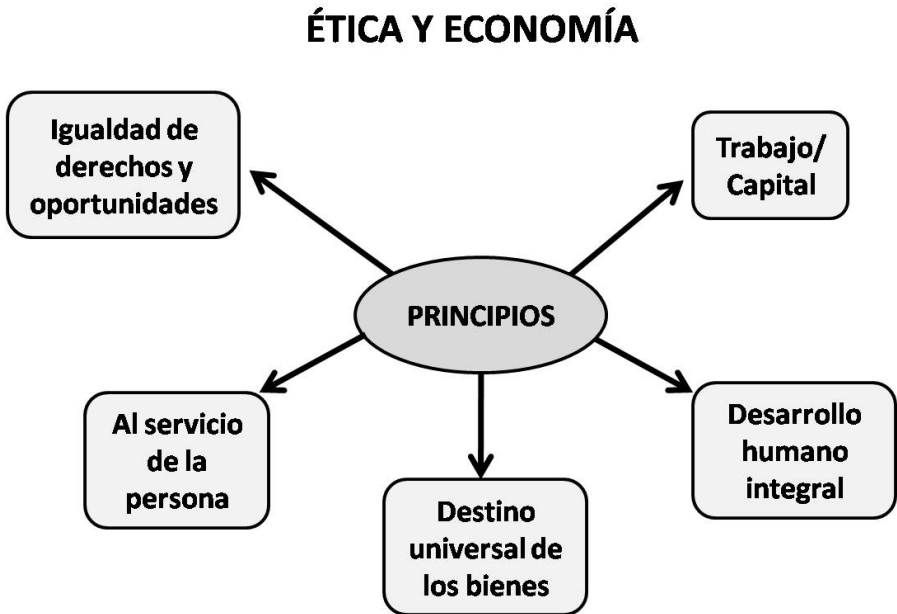 ÉTICA Y ECONOMÍA
Igualdad de
derechos y
oportunidades
Trabajo/
Capital
PRINCIPIOS
Al servicio
de la
persona
Destino
universal de
los bienes
Desarrollo
humano
integral